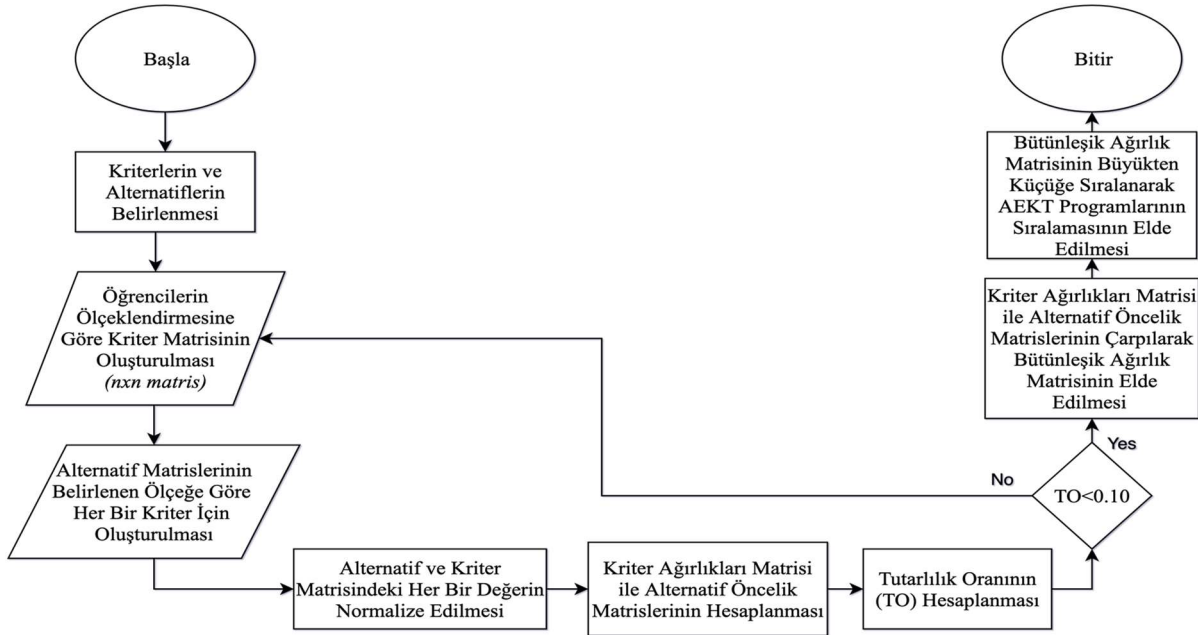 Başla
Kriterlerin ve
Alternatiflerin
Belirlenmesi
Öğrencilerin
Ölçeklendirmesine
Göre Kriter Matrisinin
Oluşturulması
(nxn matris)
Alternatif Matrislerinin
Belirlenen Ölçeğe Göre
Her Bir Kriter İçin
Oluşturulması
Alternatif ve Kriter
Matrisindeki Her Bir Değerin
Normalize Edilmesi
Kriter Ağırlıkları Matrisi
ile Alternatif Öncelik
Matrislerinin Hesaplanması
Tutarlılık Oranının
(TO) Hesaplanması
TO<0.10
No
Yes
Kriter Ağırlıkları Matrisi
ile Alternatif Öncelik
Matrislerinin Çarpılarak
Bütünleşik Ağırlık
Matrisinin Elde
Edilmesi
Bütünleşik Ağırlık
Matrisinin Büyükten
Küçüğe Sıralanarak
AEKT Programlarının
Sıralamasının Elde
Edilmesi
Bitir